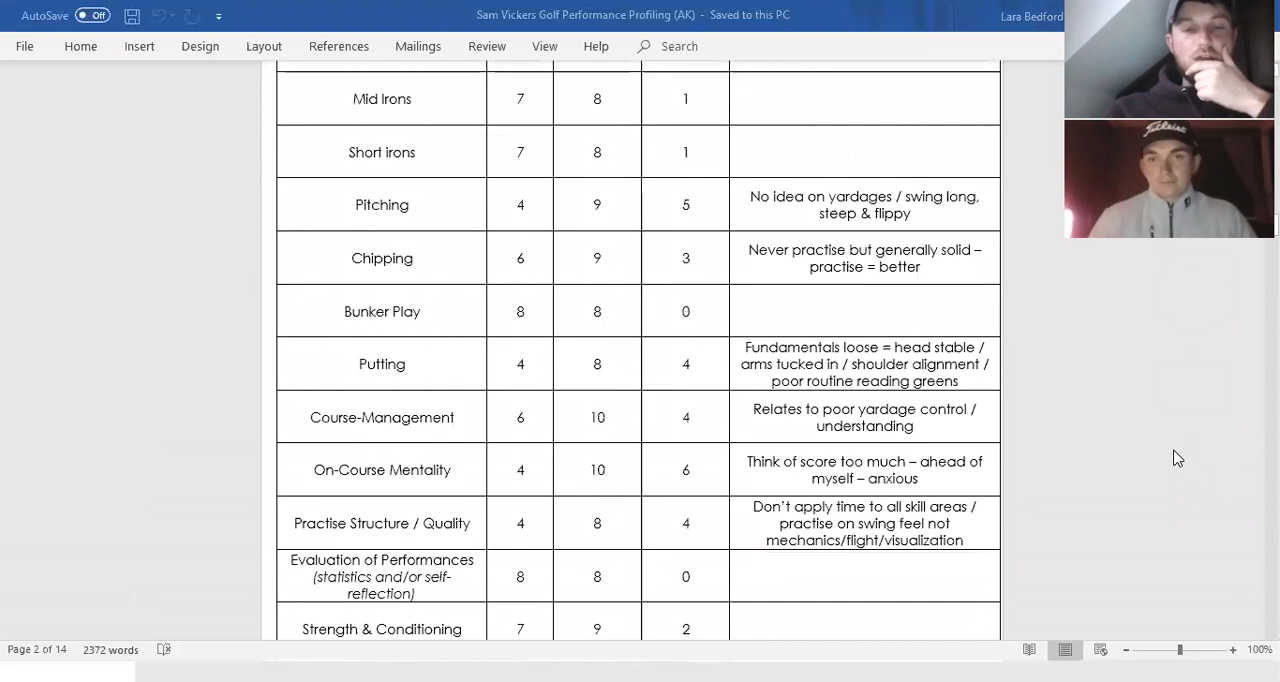 AutoSave Off Sam Vickers Golf Performance Profiling (AK) - Saved to this PC Lara Bedford
File Home Insert Design Layout References Mailings Review View Help Search
Mid Irons 7 8 1
Short irons 7 8 1
Pitching 4 9 5 No idea on yardages / swing long,
steep & flippy
Chipping 6 9 3 Never practise but generally solid –
practise = better
Bunker Play 8 8 0
Putting 4 8 4 Fundamentals loose = head stable /
arms tucked in / shoulder alignment /
poor routine reading greens
Course-Management 6 10 4 Relates to poor yardage control /
understanding
On-Course Mentality 4 10 6 Think of score too much – ahead of
myself – anxious
Practise Structure / Quality 4 8 4 Don't apply time to all skill areas /
practise on swing feel not
mechanics/flight/visualization
Evaluation of Performances
(statistics and/or self-
reflection) 8 8 0
Strength & Conditioning 7 9 2
Page 2 of 14 2372 words 100%
Titleist